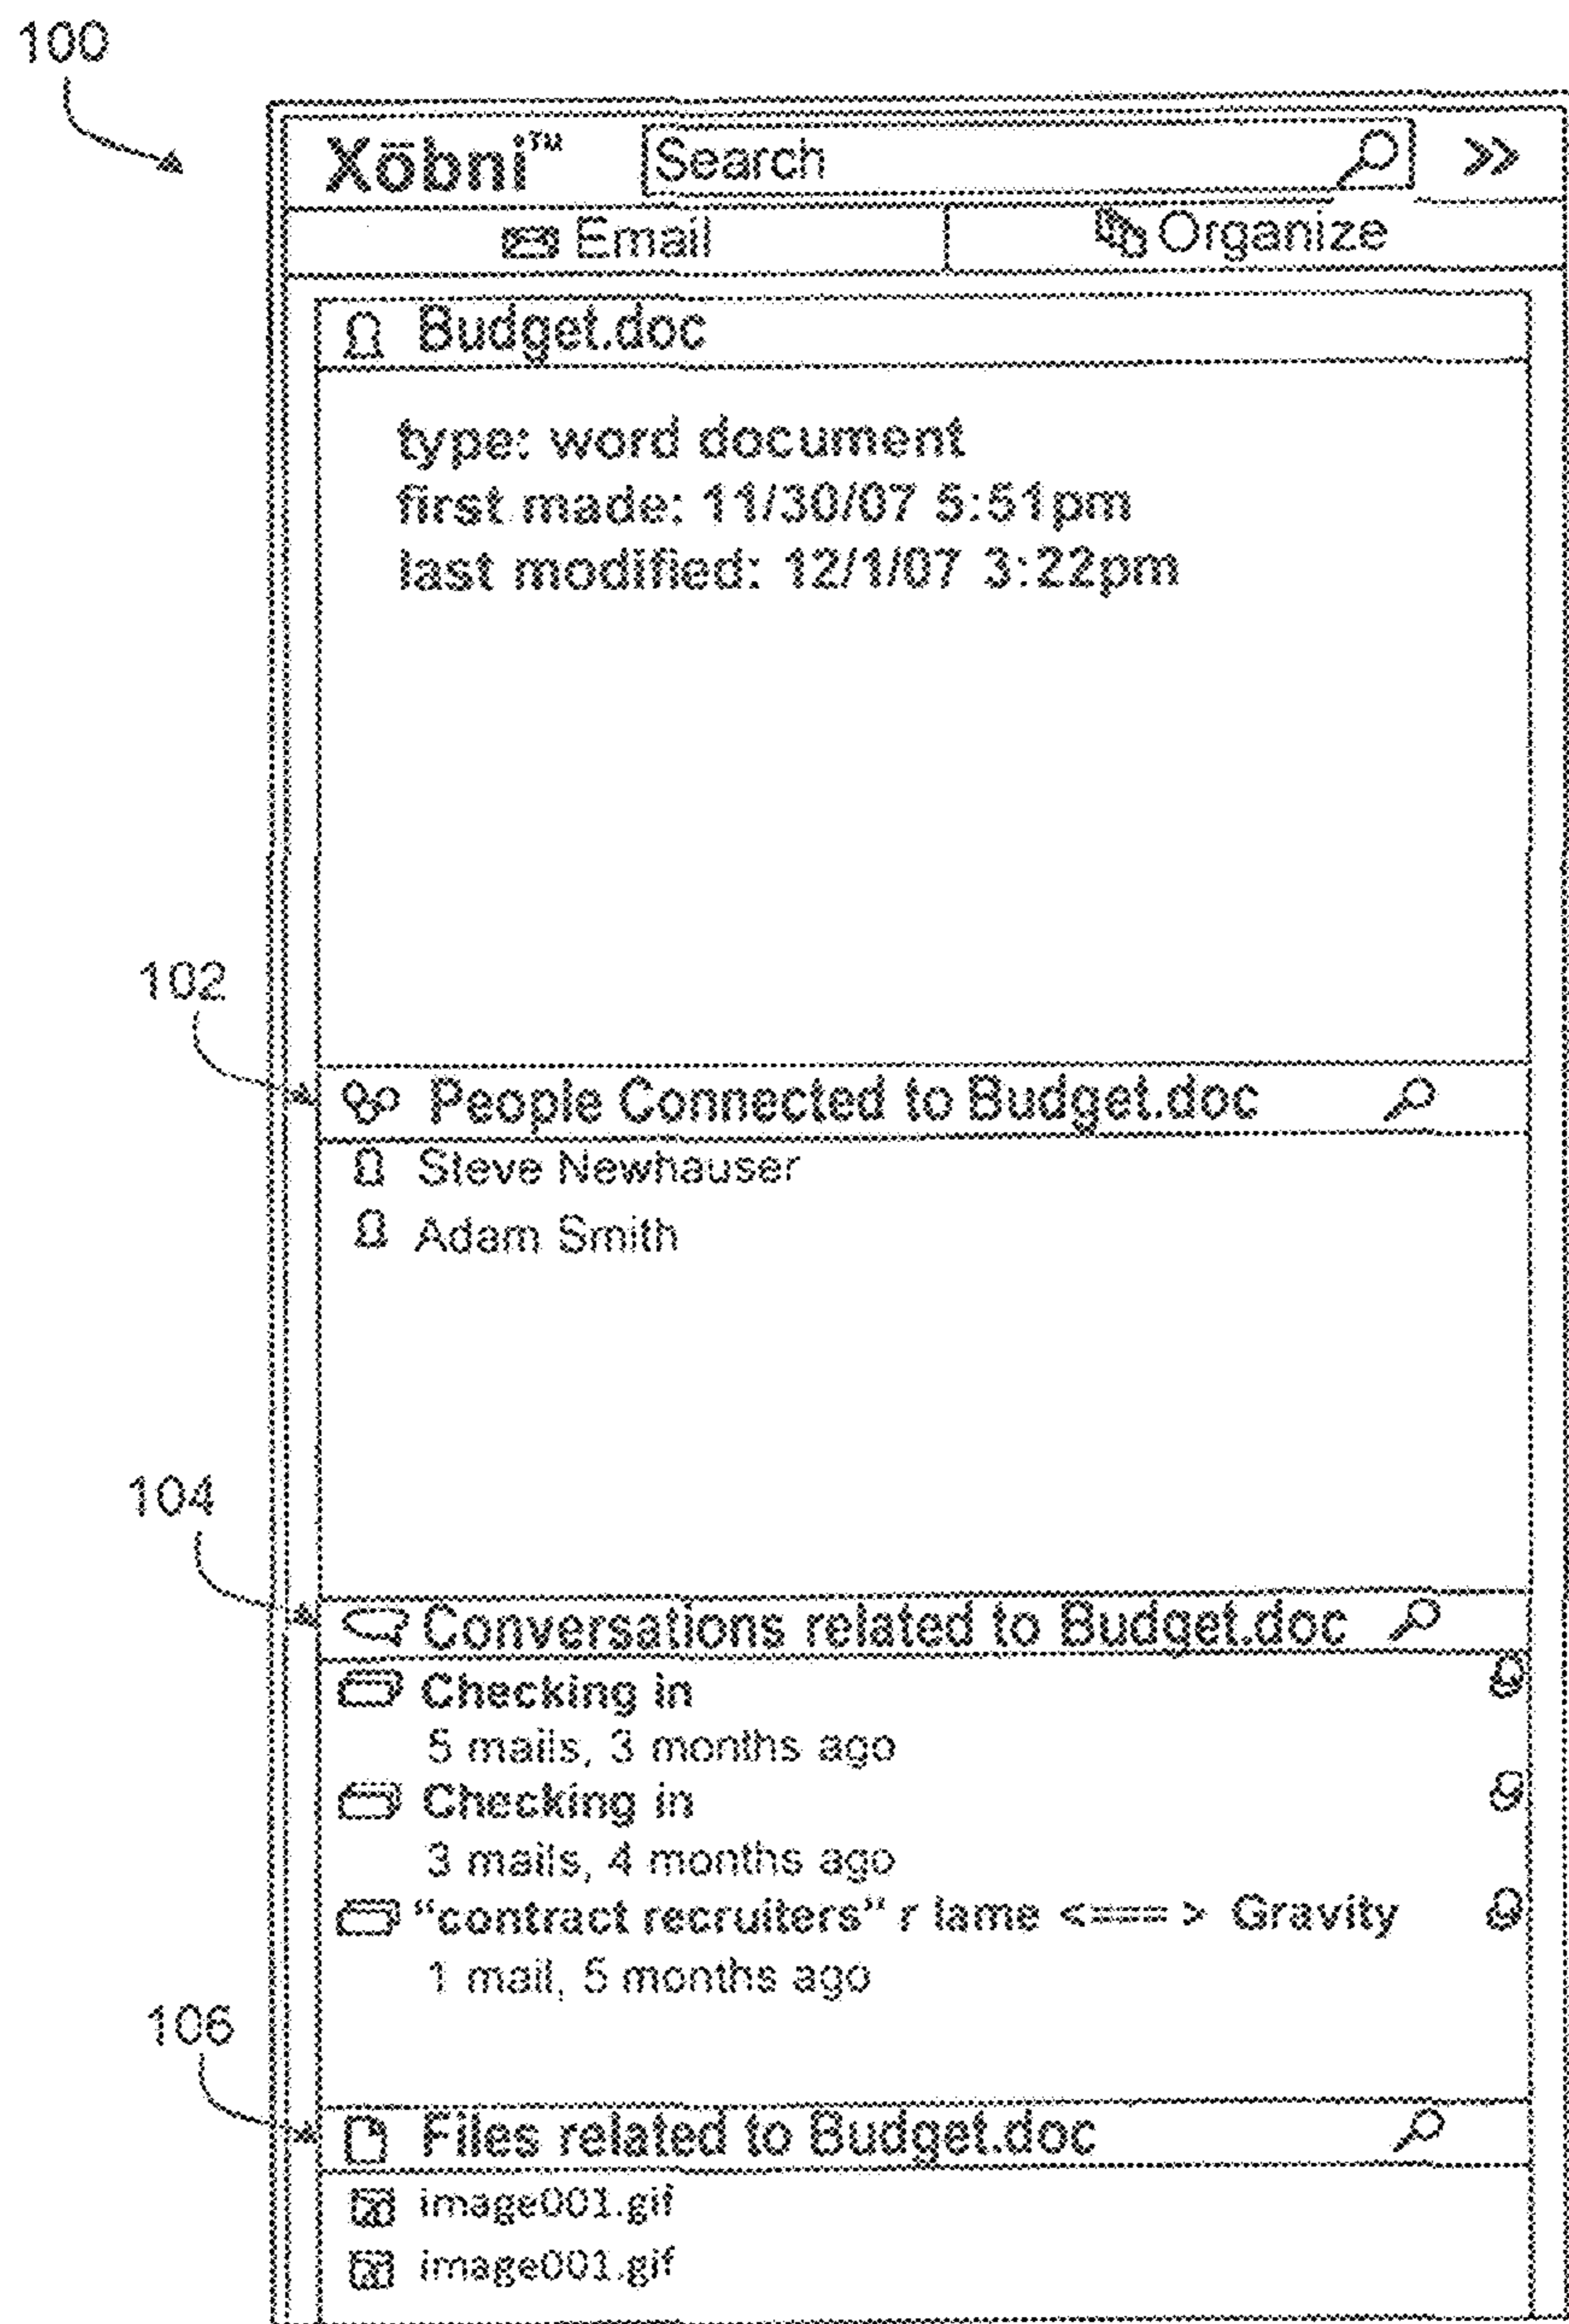 100
Xōbni™ Search »
Email Organize
Budget.doc
type: word document
first made: 11/30/07 5:51pm
last modified: 12/1/07 3:22pm
102
People Connected to Budget.doc
Steve Newhauser
Adam Smith
104
Conversations related to Budget.doc
Checking in
5 mails, 3 months ago
Checking in
3 mails, 4 months ago
“contract recruiters” r lame <=== > Gravity
1 mail, 5 months ago
106
Files related to Budget.doc
image001.gif
image001.gif